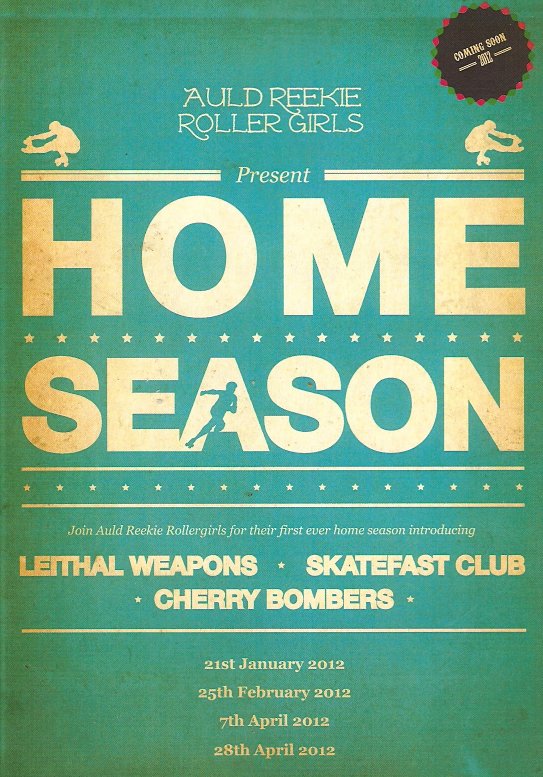 COMING SOON
2012
AULD REEKIE
ROLLER GIRLS
Present
HOME
SEASON
Join Auld Reekie Rollergirls for their first ever home season introducing
LEITHAL WEAPONS * SKATEFAST CLUB
* CHERRY BOMBERS *
21st January 2012
25th February 2012
7th April 2012
28th April 2012